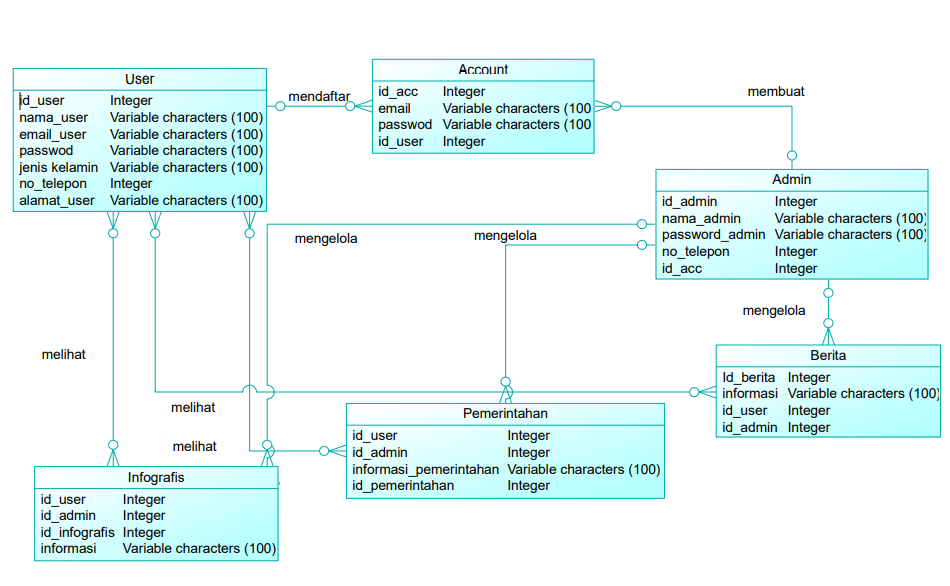 User
id_user Integer
nama_user Variable characters (100)
email_user Variable characters (100)
passwod Variable characters (100)
jenis kelamin Variable characters (100)
no_telepon Integer
alamat_user Variable characters (100)
mendaftar
Account
id_acc Integer
email Variable characters (100
passwod Variable characters (100
id_user Integer
membuat
Admin
id_admin Integer
nama_admin Variable characters (100)
password_admin Variable characters (100)
no_telepon Integer
id_acc Integer
mengelola
mengelola
mengelola
melihat
melihat
melihat
Berita
Id_berita Integer
informasi Variable characters (100)
id_user Integer
id_admin Integer
Pemerintahan
id_user Integer
id_admin Integer
informasi_pemerintahan Variable characters (100)
id_pemerintahan Integer
Infografis
id_user Integer
id_admin Integer
id_infografis Integer
informasi Variable characters (100)